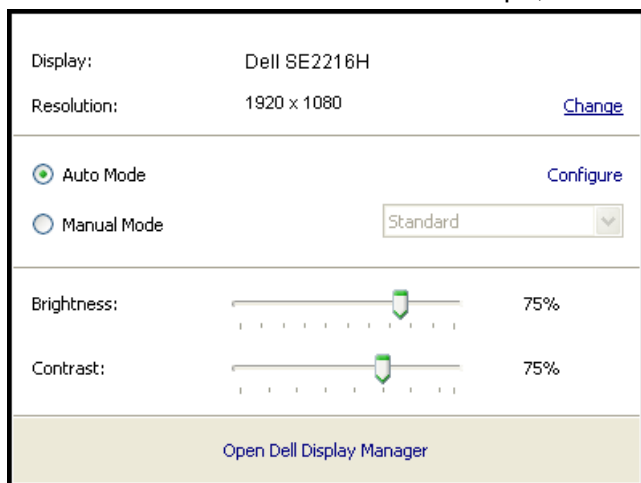 Display: Dell SE2216H
Resolution: 1920 x 1080 Change
Auto Mode Configure
Manual Mode Standard
Brightness: 75%
Contrast: 75%
Open Dell Display Manager